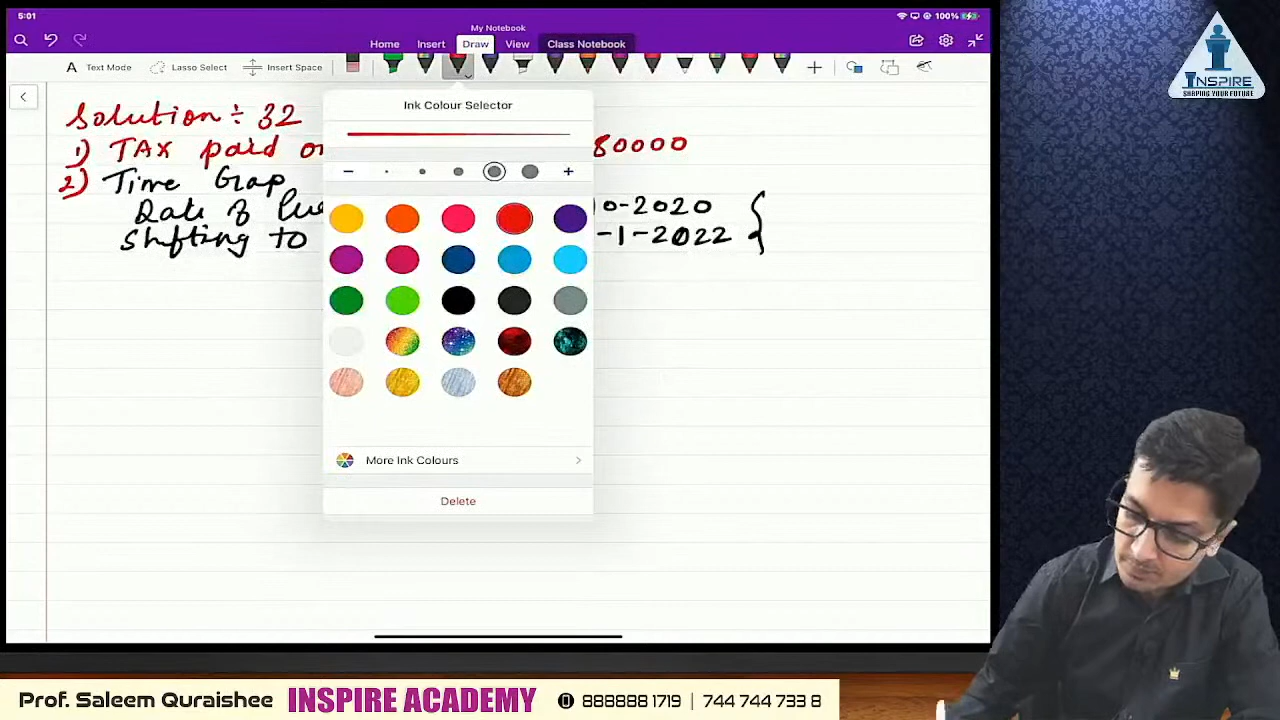 5:01
100%
My Notebook
Home Insert Draw View Class Notebook
A Text Mode Lasso Select Insert Space
Ink Colour Selector
Solution ÷ 32
1) TAX paid 80000
2) Time Gap
Date of 0-2020
Shifting to -1-2022
More Ink Colours
Delete
INSPIRE
SHAPING YOUR FUTURE
Prof. Saleem Quraishee INSPIRE ACADEMY 888888 1719 | 744 744 733 8